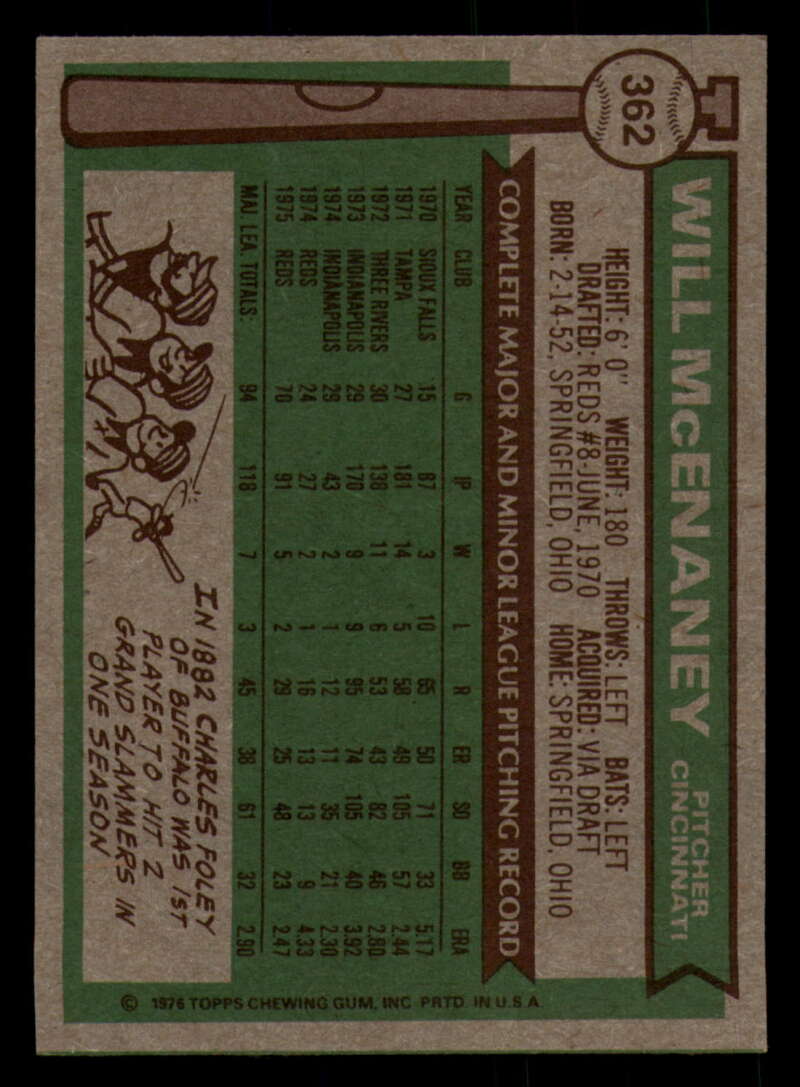 362
WILL McENANEY
PITCHER
CINCINNATI
HEIGHT: 6' 0" WEIGHT: 180 THROWS: LEFT BATS: LEFT
DRAFTED: REDS #8-JUNE, 1970 ACQUIRED: VIA DRAFT
BORN: 2-14-52, SPRINGFIELD, OHIO HOME: SPRINGFIELD, OHIO
COMPLETE MAJOR AND MINOR LEAGUE PITCHING RECORD
YEAR CLUB G IP W L R ER SO BB ERA
1970 SIOUX FALLS 15 87 3 10 65 50 71 33 5.17
1971 TAMPA 27 181 14 5 58 49 105 57 2.44
1972 THREE RIVERS 30 138 11 6 53 43 82 46 2.80
1973 INDIANAPOLIS 29 170 9 9 95 74 105 40 3.92
1974 INDIANAPOLIS 29 43 2 1 12 11 35 21 2.30
1974 REDS 24 27 2 1 16 13 13 9 4.33
1975 REDS 70 91 5 2 29 25 48 23 2.47
MAJ. LEA. TOTALS 94 118 7 3 45 38 61 32 2.90
IN 1882 CHARLES FOLEY
OF BUFFALO WAS 1ST
PLAYER TO HIT 2
GRAND SLAMMERS IN
ONE SEASON
© 1976 TOPPS CHEWING GUM, INC. PRTD. IN U.S.A.